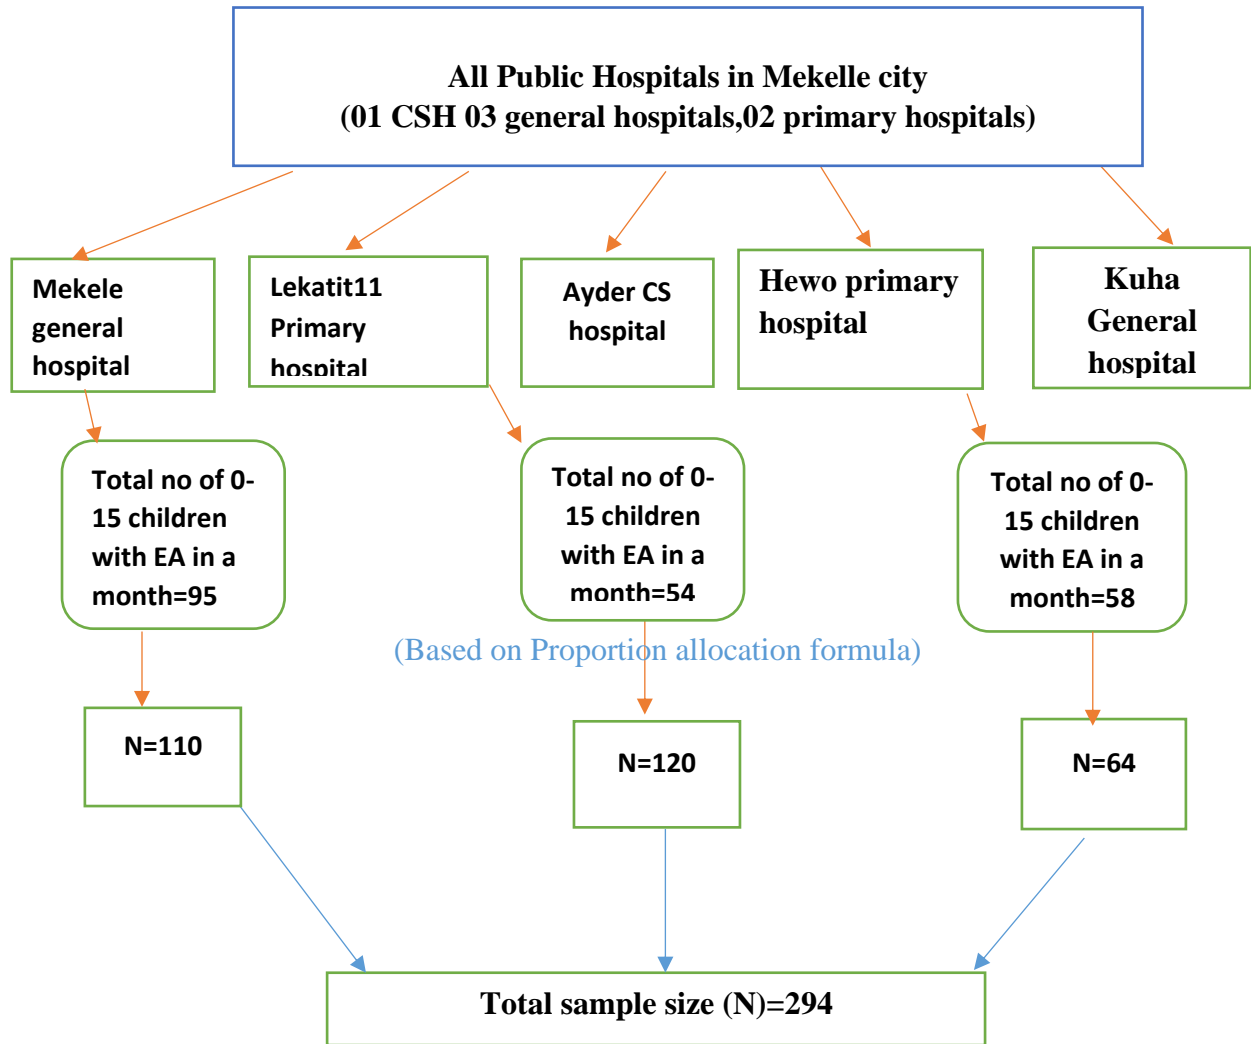 All Public Hospitals in Mekelle city
(01 CSH 03 general hospitals,02 primary hospitals)
Mekele
general
hospital
Lekatit11
Primary
hospital
Ayder CS
hospital
Hewo primary
hospital
Kuha
General
hospital
Total no of 0-
15 children
with EA in a
month=95
Total no of 0-
15 children
with EA in a
month=54
Total no of 0-
15 children
with EA in a
month=58
(Based on Proportion allocation formula)
N=110
N=120
N=64
Total sample size (N)=294